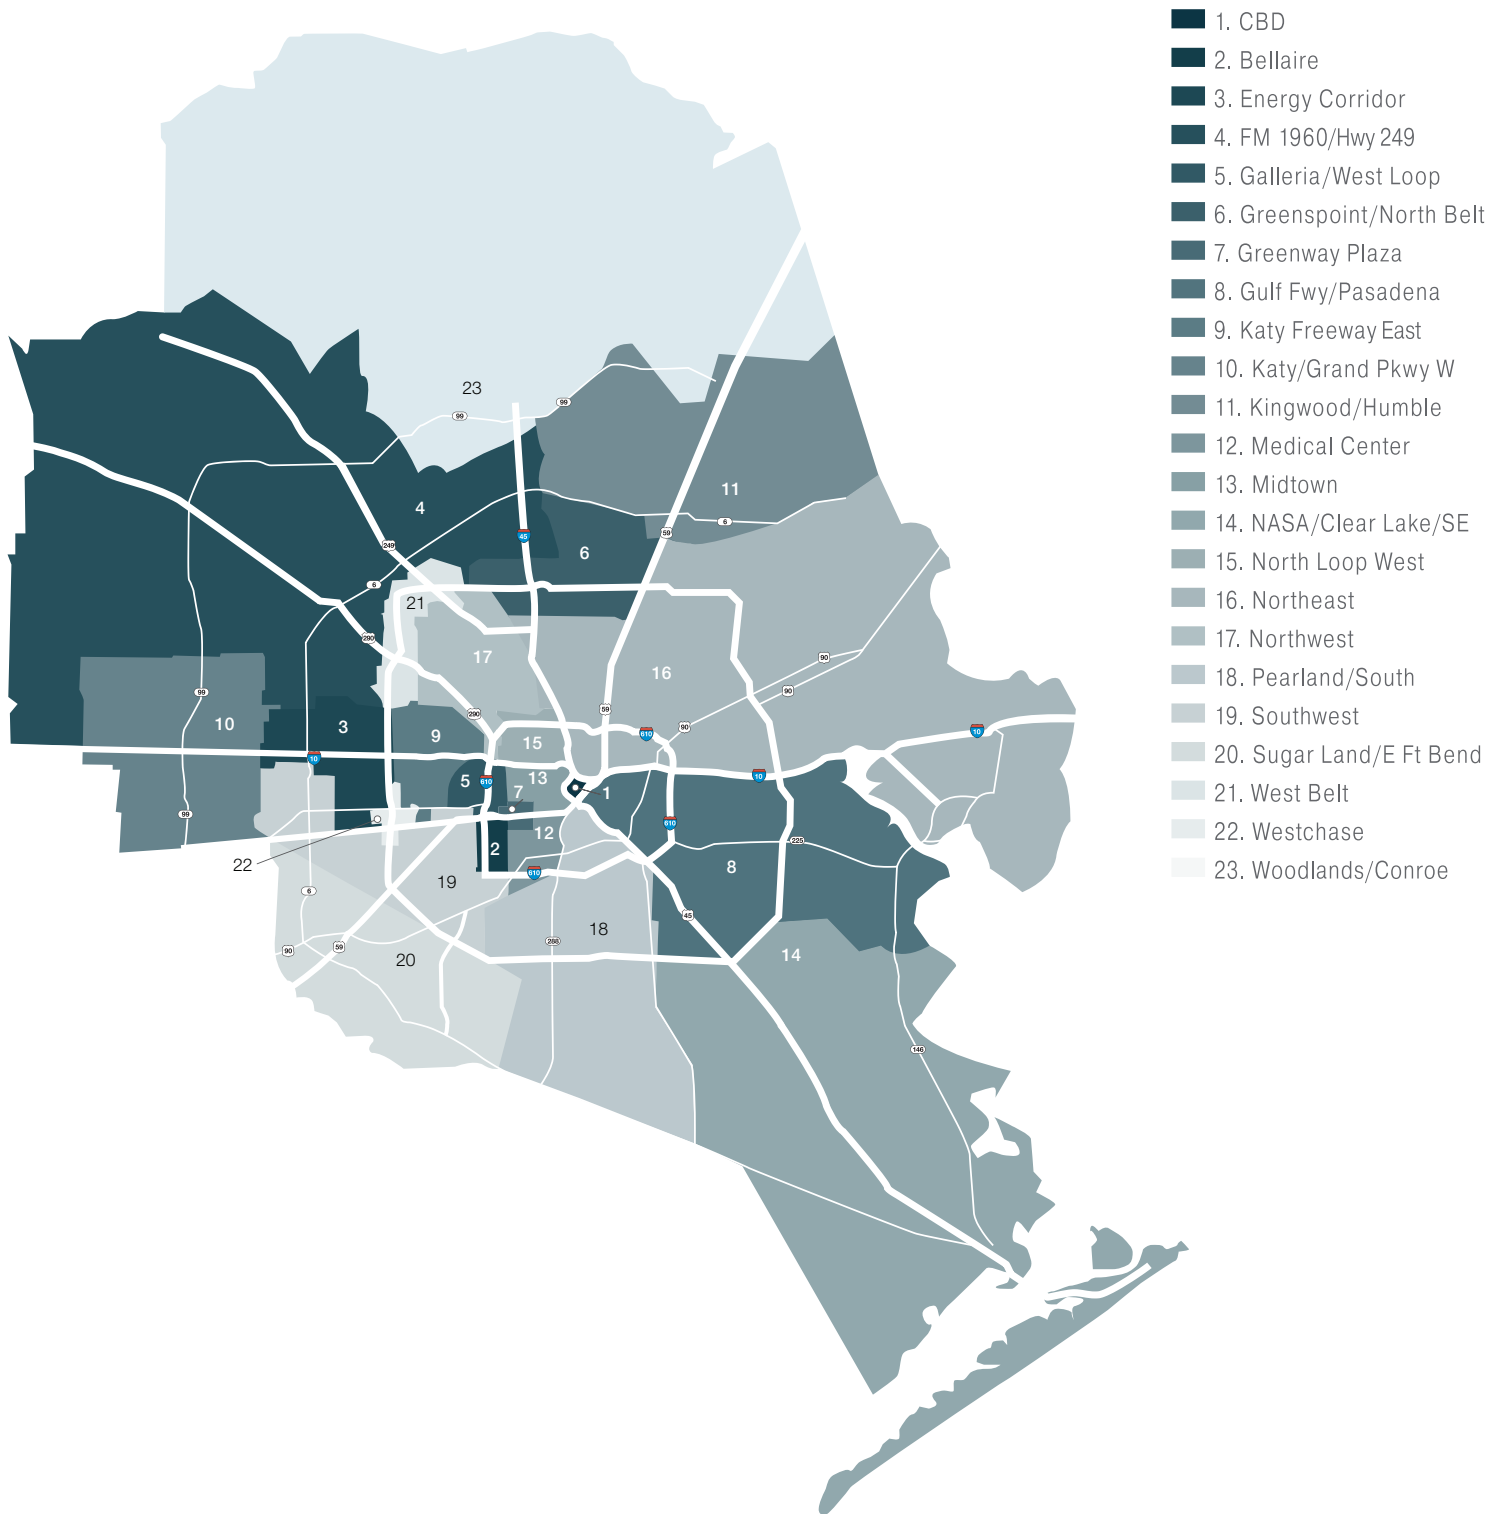 1. CBD
2. Bellaire
3. Energy Corridor
4. FM 1960/Hwy 249
5. Galleria/West Loop
6. Greenspoint/North Belt
7. Greenway Plaza
8. Gulf Fwy/Pasadena
9. Katy Freeway East
10. Katy/Grand Pkwy W
11. Kingwood/Humble
12. Medical Center
13. Midtown
14. NASA/Clear Lake/SE
15. North Loop West
16. Northeast
17. Northwest
18. Pearland/South
19. Southwest
20. Sugar Land/E Ft Bend
21. West Belt
22. Westchase
23. Woodlands/Conroe
23
99
99
11
4
6
59
45
249
6
6
21
290
17
90
16
99
90
59
10
3
290
9
90
610
10
15
10
13
5
610
10
7
1
99
610
12
225
2
22
8
610
19
6
45
18
288
59
90
14
20
146